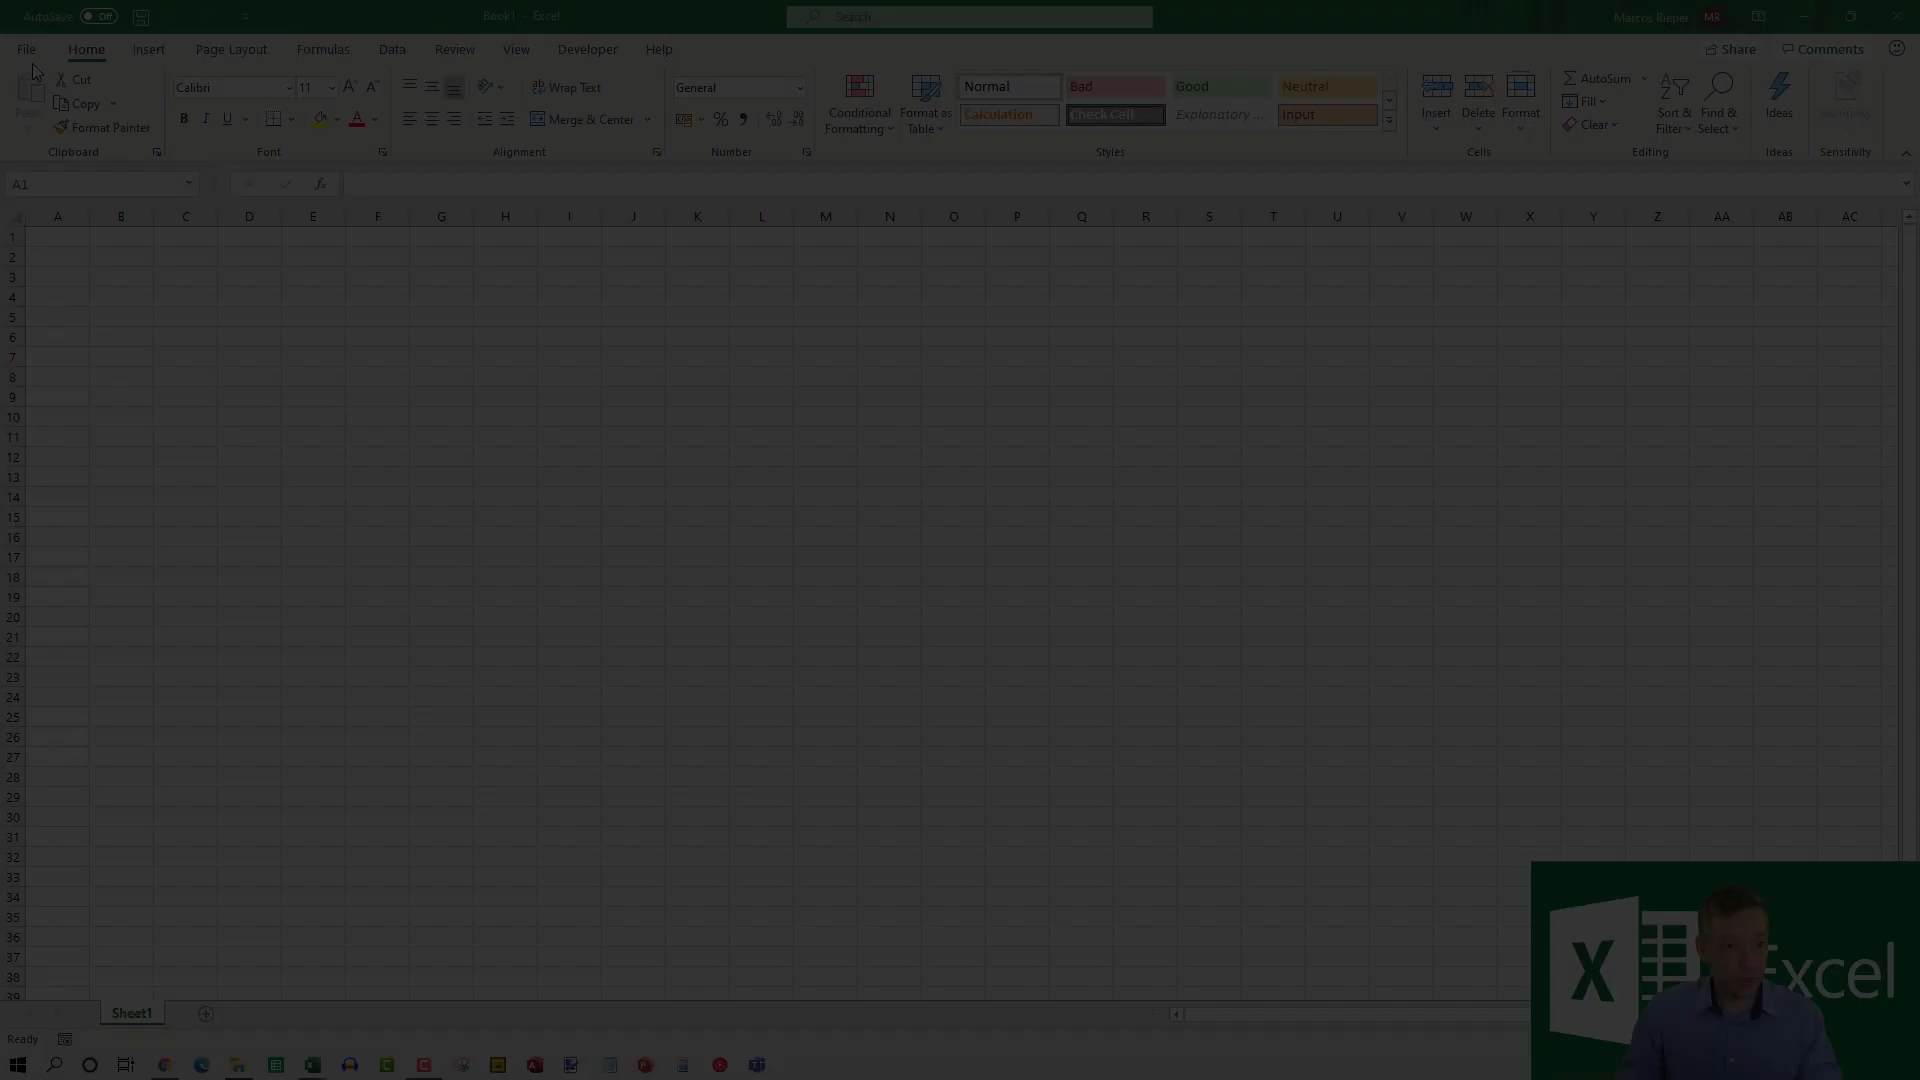 AutoSave Off Book1 - Excel Search Marcos Rieper MR
File Home Insert Page Layout Formulas Data Review View Developer Help Share Comments
Cut
Copy
Format Painter
Paste
Clipboard
Calibri 11
B I U A
Font
Wrap Text
Merge & Center
Alignment
General
%
Number
Conditional Formatting
Format as Table
Normal Bad Good Neutral
Calculation Check Cell Explanatory ... Input
Styles
Insert Delete Format
Cells
AutoSum
Fill
Clear
Sort & Filter
Find & Select
Editing
Ideas
Ideas
Sensitivity
Sensitivity
A1 fx
A B C D E F G H I J K L M N O P Q R S T U V W X Y Z AA AB AC
1
2
3
4
5
6
7
8
9
10
11
12
13
14
15
16
17
18
19
20
21
22
23
24
25
26
27
28
29
30
31
32
33
34
35
36
37
38
39
X Excel
Sheet1
Ready